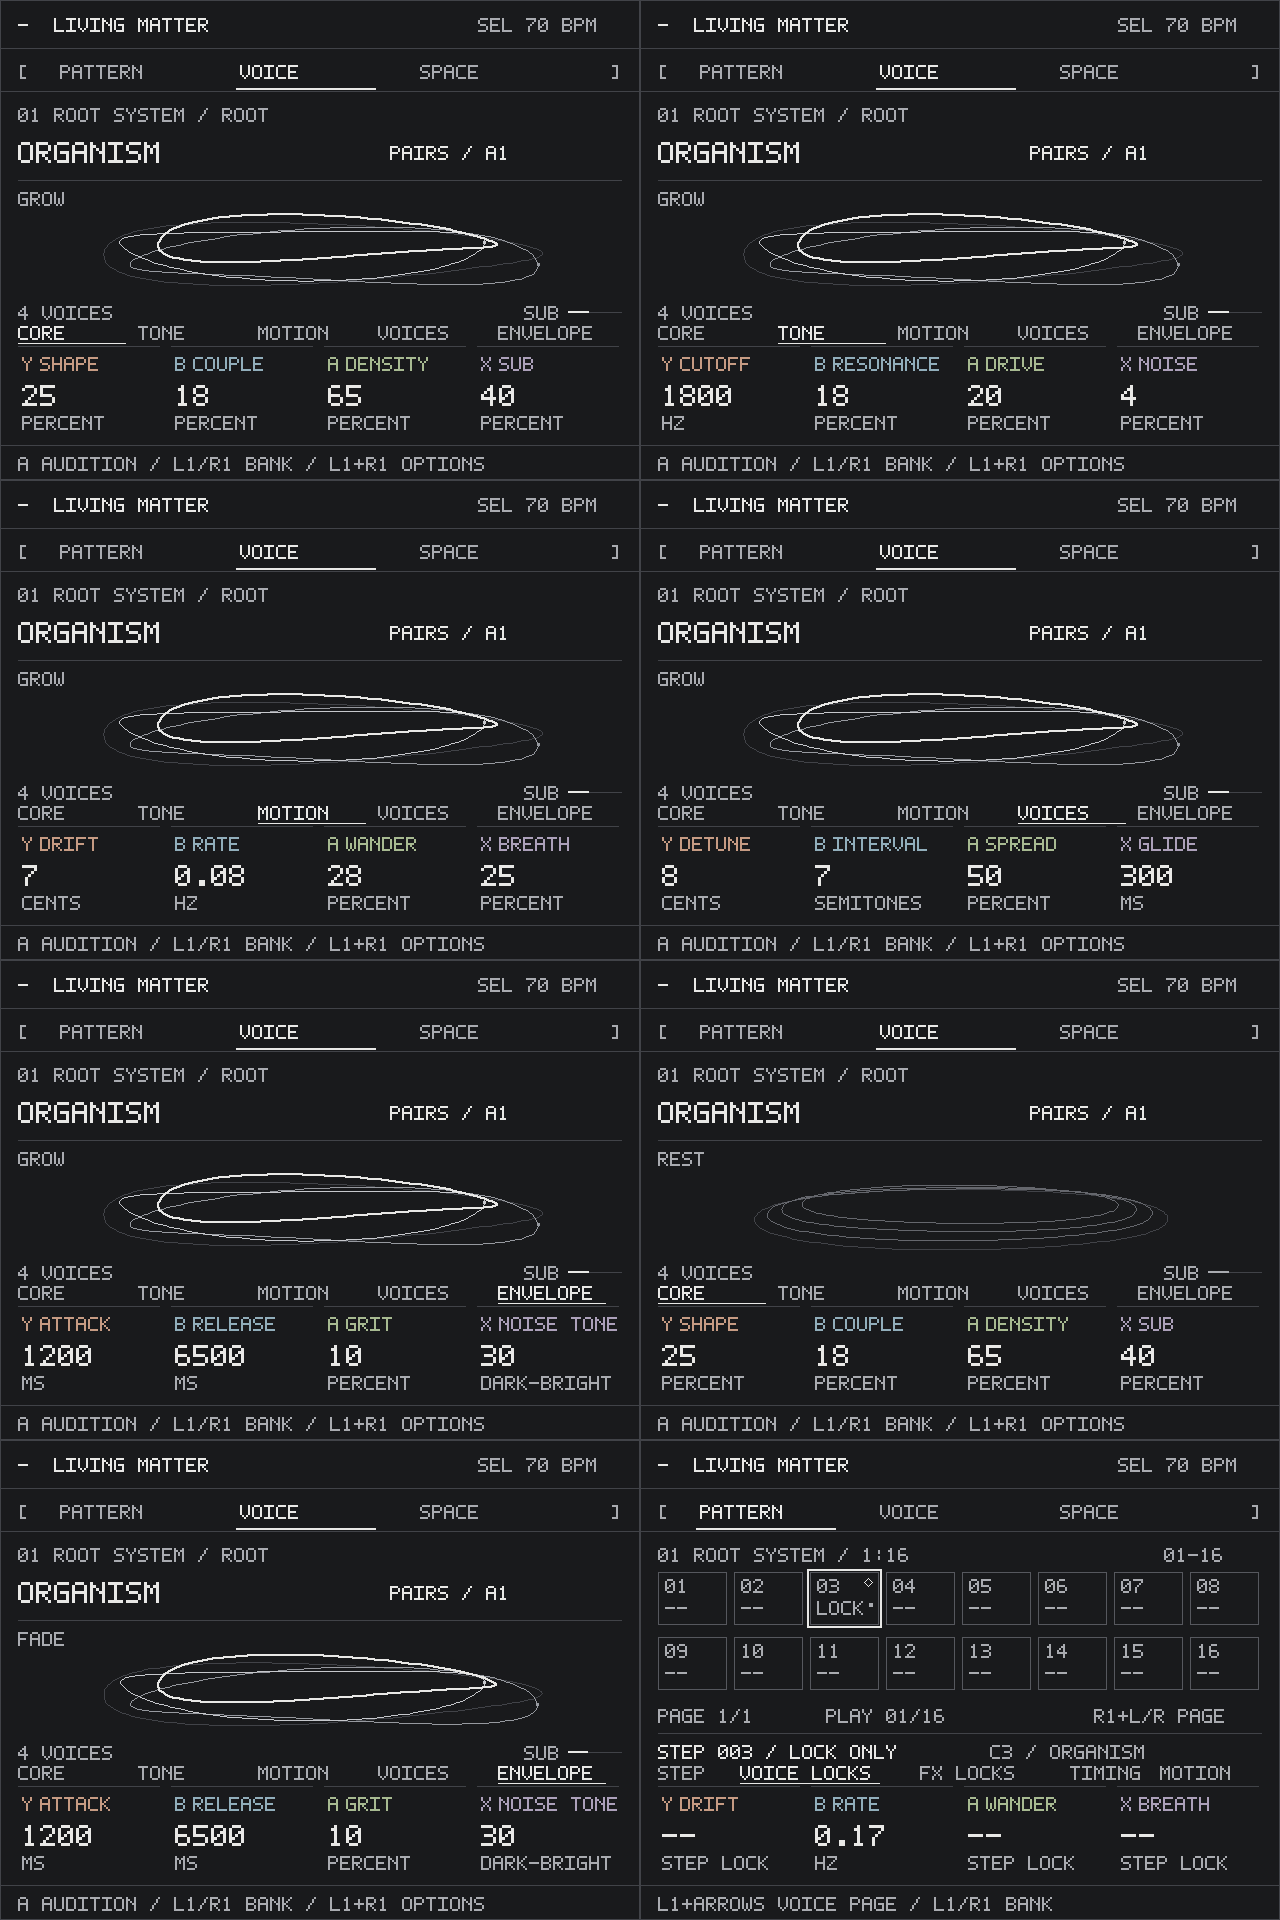 — LIVING MATTER SEL 70 BPM
[ PATTERN VOICE SPACE ]
01 ROOT SYSTEM / ROOT
ORGANISM PAIRS / A1
GROW
4 VOICES SUB
CORE TONE MOTION VOICES ENVELOPE
Y SHAPE B COUPLE A DENSITY X SUB
25 18 65 40
PERCENT PERCENT PERCENT PERCENT
A AUDITION / L1/R1 BANK / L1+R1 OPTIONS
— LIVING MATTER SEL 70 BPM
[ PATTERN VOICE SPACE ]
01 ROOT SYSTEM / ROOT
ORGANISM PAIRS / A1
GROW
4 VOICES SUB
CORE TONE MOTION VOICES ENVELOPE
Y CUTOFF B RESONANCE A DRIVE X NOISE
1800 18 20 4
HZ PERCENT PERCENT PERCENT
A AUDITION / L1/R1 BANK / L1+R1 OPTIONS
— LIVING MATTER SEL 70 BPM
[ PATTERN VOICE SPACE ]
01 ROOT SYSTEM / ROOT
ORGANISM PAIRS / A1
GROW
4 VOICES SUB
CORE TONE MOTION VOICES ENVELOPE
Y DRIFT B RATE A WANDER X BREATH
7 0.08 28 25
CENTS HZ PERCENT PERCENT
A AUDITION / L1/R1 BANK / L1+R1 OPTIONS
— LIVING MATTER SEL 70 BPM
[ PATTERN VOICE SPACE ]
01 ROOT SYSTEM / ROOT
ORGANISM PAIRS / A1
GROW
4 VOICES SUB
CORE TONE MOTION VOICES ENVELOPE
Y DETUNE B INTERVAL A SPREAD X GLIDE
8 7 50 300
CENTS SEMITONES PERCENT MS
A AUDITION / L1/R1 BANK / L1+R1 OPTIONS
— LIVING MATTER SEL 70 BPM
[ PATTERN VOICE SPACE ]
01 ROOT SYSTEM / ROOT
ORGANISM PAIRS / A1
GROW
4 VOICES SUB
CORE TONE MOTION VOICES ENVELOPE
Y ATTACK B RELEASE A GRIT X NOISE TONE
1200 6500 10 30
MS MS PERCENT DARK-BRIGHT
A AUDITION / L1/R1 BANK / L1+R1 OPTIONS
— LIVING MATTER SEL 70 BPM
[ PATTERN VOICE SPACE ]
01 ROOT SYSTEM / ROOT
ORGANISM PAIRS / A1
REST
4 VOICES SUB
CORE TONE MOTION VOICES ENVELOPE
Y SHAPE B COUPLE A DENSITY X SUB
25 18 65 40
PERCENT PERCENT PERCENT PERCENT
A AUDITION / L1/R1 BANK / L1+R1 OPTIONS
— LIVING MATTER SEL 70 BPM
[ PATTERN VOICE SPACE ]
01 ROOT SYSTEM / ROOT
ORGANISM PAIRS / A1
FADE
4 VOICES SUB
CORE TONE MOTION VOICES ENVELOPE
Y ATTACK B RELEASE A GRIT X NOISE TONE
1200 6500 10 30
MS MS PERCENT DARK-BRIGHT
A AUDITION / L1/R1 BANK / L1+R1 OPTIONS
— LIVING MATTER SEL 70 BPM
[ PATTERN VOICE SPACE ]
01 ROOT SYSTEM / 1:16 01-16
01 02 03 04 05 06 07 08
-- -- LOCK -- -- -- -- --
09 10 11 12 13 14 15 16
-- -- -- -- -- -- -- --
PAGE 1/1 PLAY 01/16 R1+L/R PAGE
STEP 003 / LOCK ONLY C3 / ORGANISM
STEP VOICE LOCKS FX LOCKS TIMING MOTION
Y DRIFT B RATE A WANDER X BREATH
-- 0.17 -- --
STEP LOCK HZ STEP LOCK STEP LOCK
L1+ARROWS VOICE PAGE / L1/R1 BANK